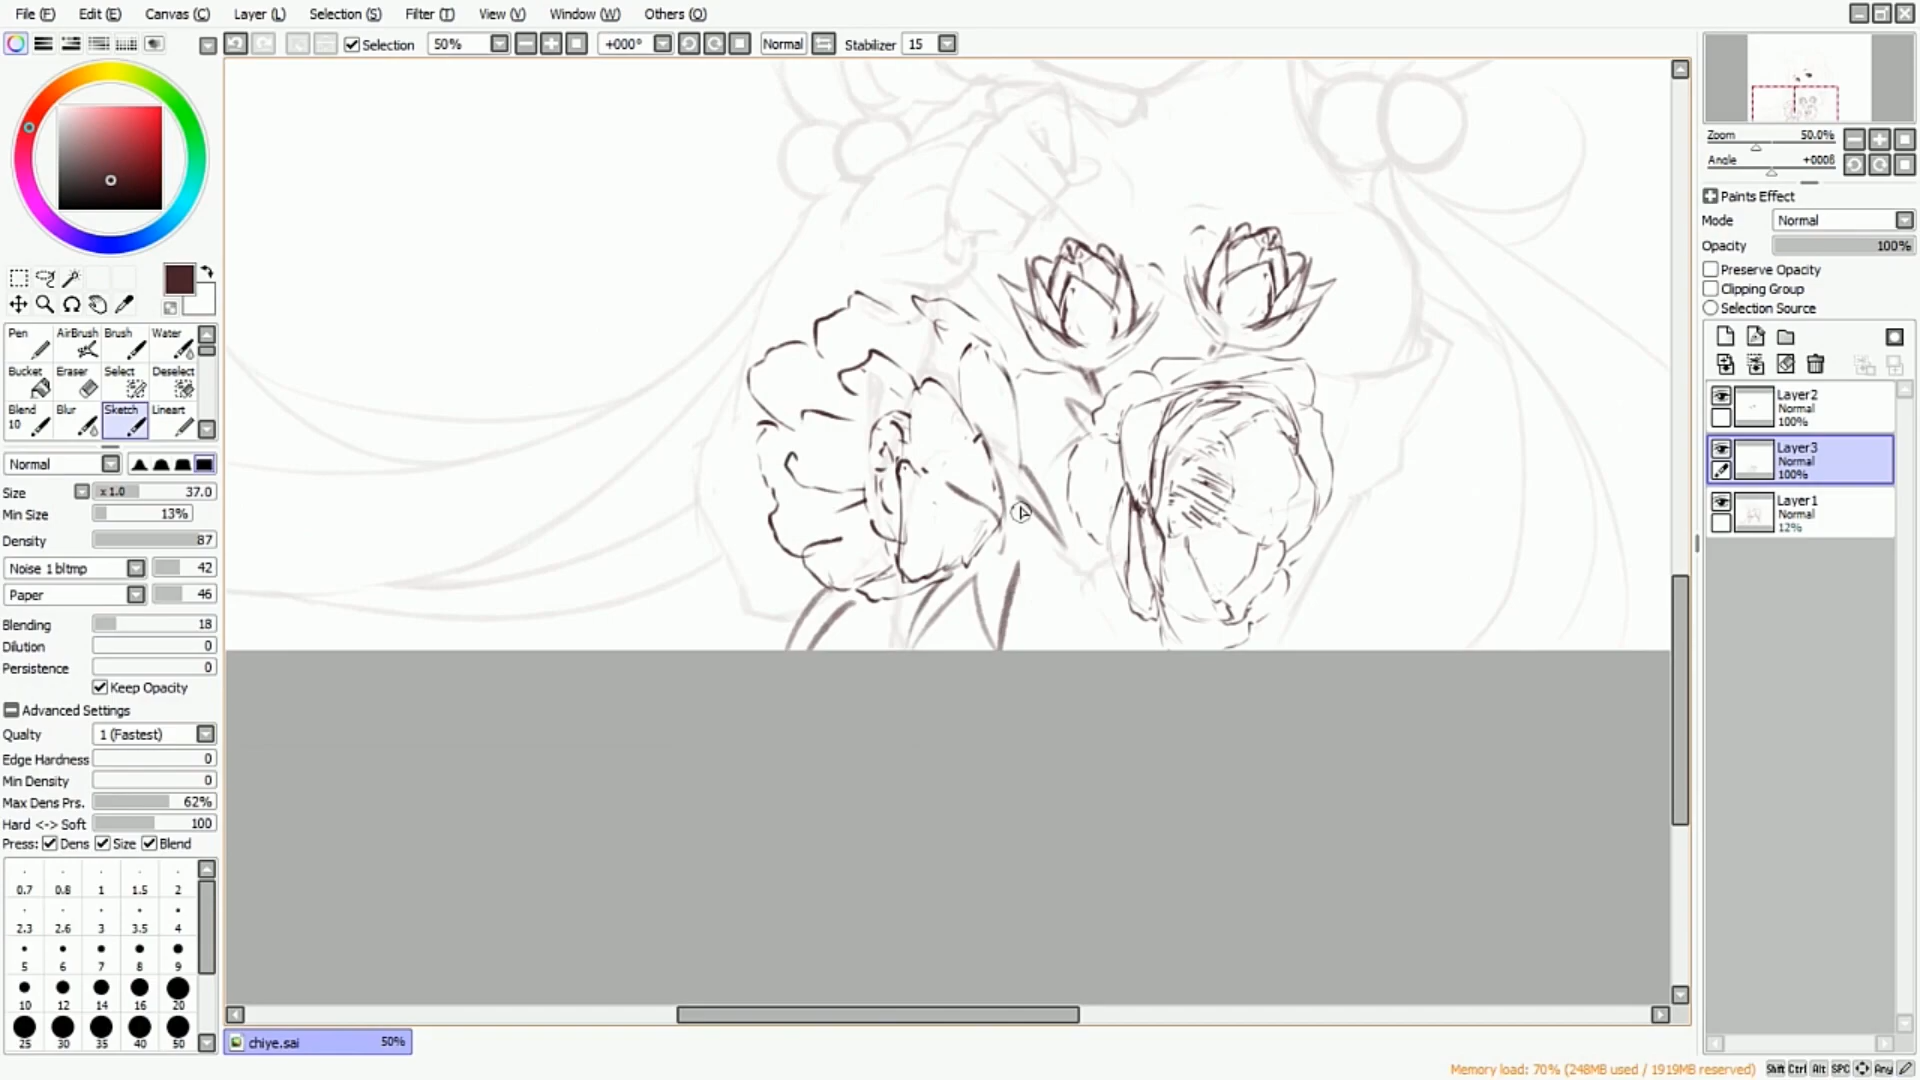 File (F) Edit (E) Canvas (C) Layer (L) Selection (S) Filter (T) View (V) Window (W) Others (O)
Selection 50% +000° Normal Stabilizer 15
Zoom 50.0%
Angle +000ß
Paints Effect
Mode Normal
Opacity 100%
Preserve Opacity
Clipping Group
Selection Source
Pen AirBrush Brush Water
Bucket Eraser Select Deselect
Blend 10 Blur Sketch Lineart
Layer2
Normal
100%
Layer3
Normal
100%
Layer1
Normal
12%
Normal
Size x 1.0 37.0
Min Size 13%
Density 87
Noise 1 bltmp 42
Paper 46
Blending 18
Dilution 0
Persistence 0
Keep Opacity
Advanced Settings
Qualty 1 (Fastest)
Edge Hardness 0
Min Density 0
Max Dens Prs. 62%
Hard <-> Soft 100
Press: Dens Size Blend
0.7 0.8 1 1.5 2
2.3 2.6 3 3.5 4
5 6 7 8 9
10 12 14 16 20
25 30 35 40 50
chiye.sai 50%
Memory load: 70% (248MB used / 1919MB reserved) Shft Ctrl Alt SPC Any